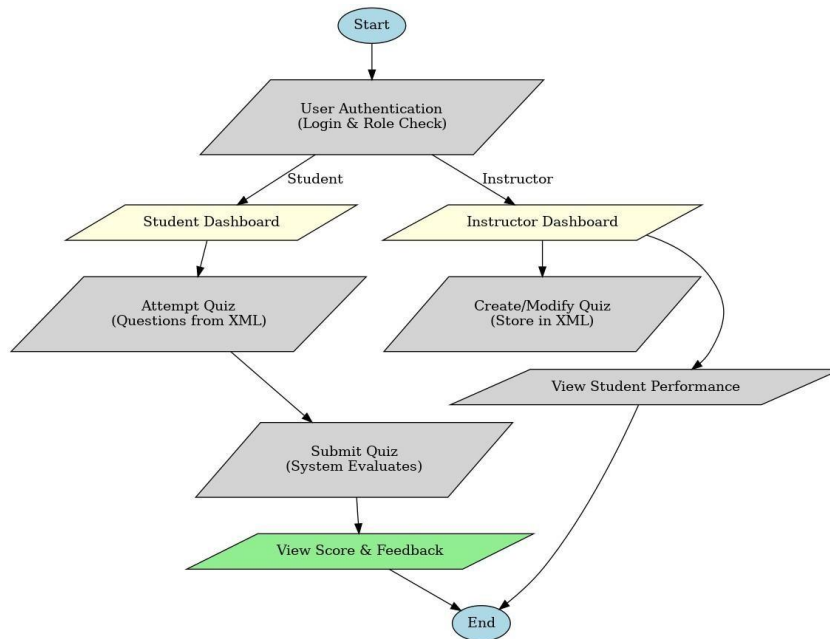 Start
User Authentication
(Login & Role Check)
Student
Instructor
Student Dashboard
Instructor Dashboard
Attempt Quiz
(Questions from XML)
Create/Modify Quiz
(Store in XML)
View Student Performance
Submit Quiz
(System Evaluates)
View Score & Feedback
End